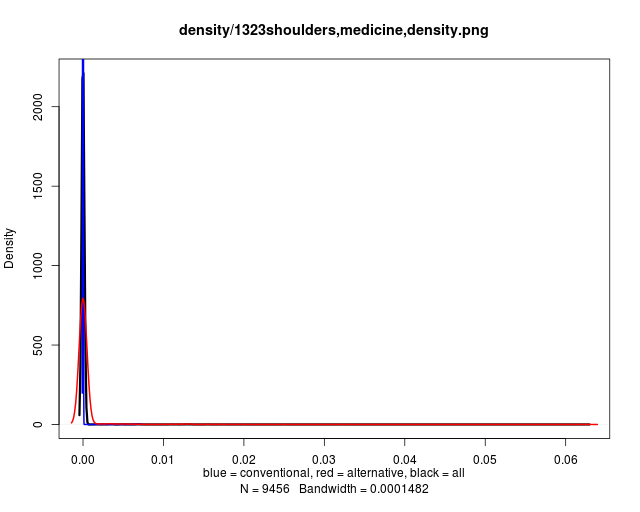 density/1323shoulders,medicine,density.png
Density
2000
1500
1000
500
0
0.00 0.01 0.02 0.03 0.04 0.05 0.06
blue = conventional, red = alternative, black = all
N = 9456 Bandwidth = 0.0001482